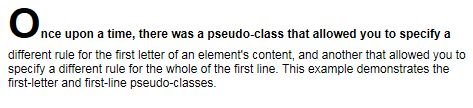 Once upon a time, there was a pseudo-class that allowed you to specify a
different rule for the first letter of an element's content, and another that allowed you to
specify a different rule for the whole of the first line. This example demonstrates the
first-letter and first-line pseudo-classes.